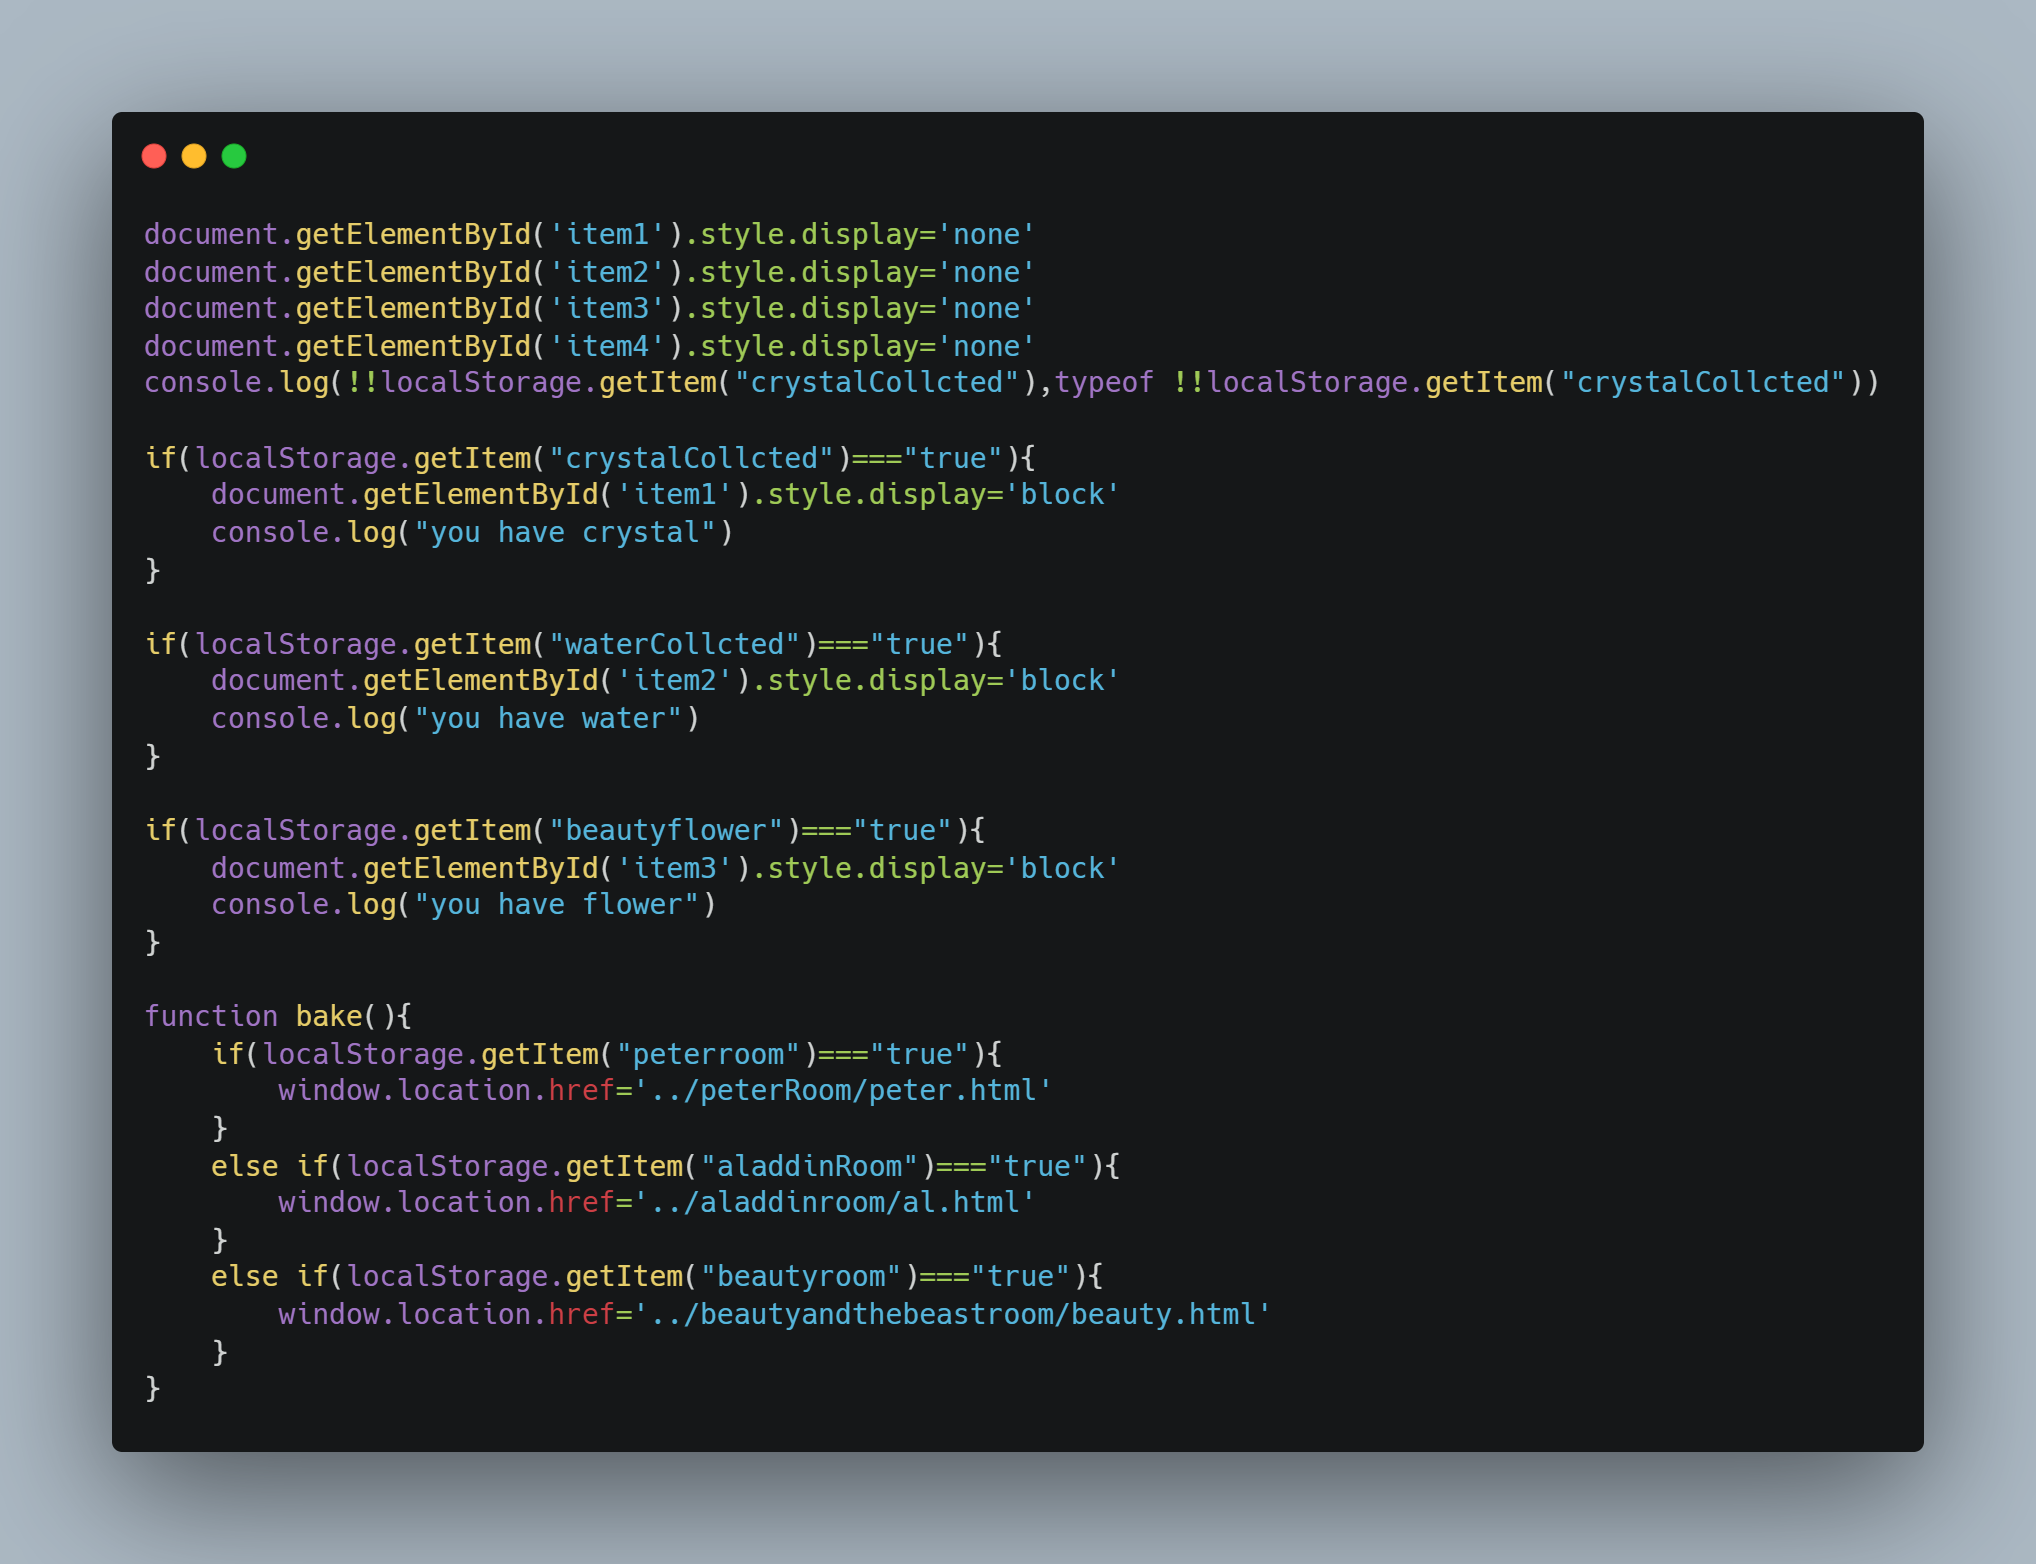 document.getElementById('item1').style.display='none'
document.getElementById('item2').style.display='none'
document.getElementById('item3').style.display='none'
document.getElementById('item4').style.display='none'
console.log(!!localStorage.getItem("crystalCollcted"),typeof !!localStorage.getItem("crystalCollcted"))

if(localStorage.getItem("crystalCollcted")==="true"){
    document.getElementById('item1').style.display='block'
    console.log("you have crystal")
}

if(localStorage.getItem("waterCollcted")==="true"){
    document.getElementById('item2').style.display='block'
    console.log("you have water")
}

if(localStorage.getItem("beautyflower")==="true"){
    document.getElementById('item3').style.display='block'
    console.log("you have flower")
}

function bake(){
    if(localStorage.getItem("peterroom")==="true"){
        window.location.href='../peterRoom/peter.html'
    }
    else if(localStorage.getItem("aladdinRoom")==="true"){
        window.location.href='../aladdinroom/al.html'
    }
    else if(localStorage.getItem("beautyroom")==="true"){
        window.location.href='../beautyandthebeastroom/beauty.html'
    }
}